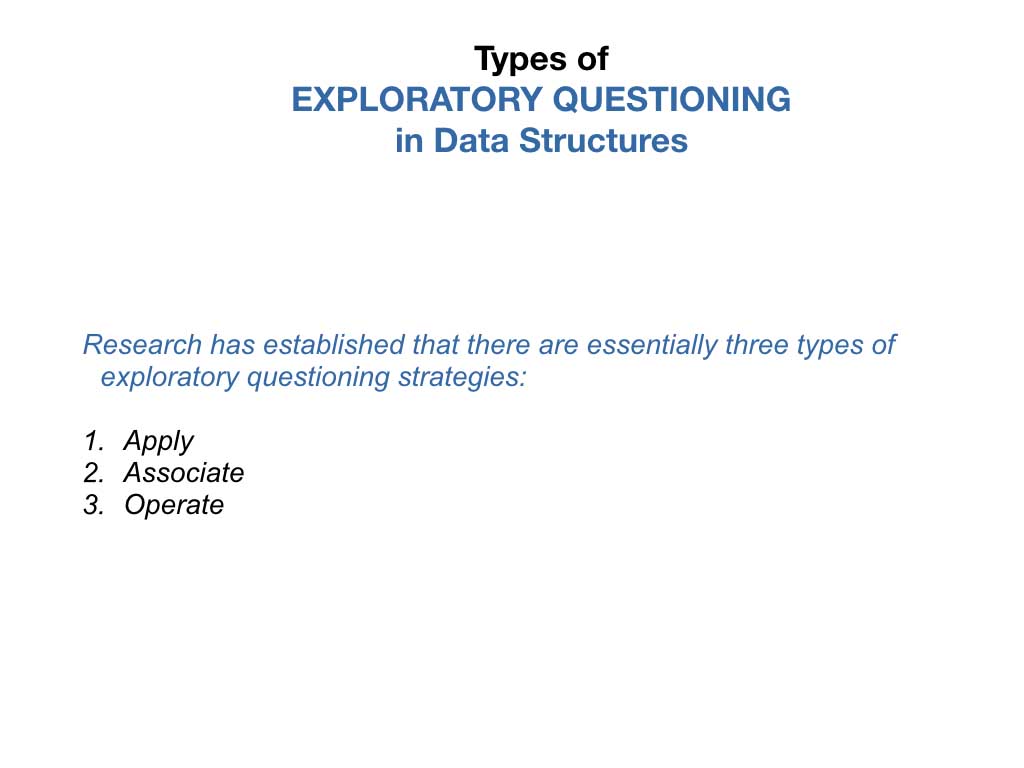 Types of
EXPLORATORY QUESTIONING
in Data Structures
Research has established that there are essentially three types of
exploratory questioning strategies:
1. Apply
2. Associate
3. Operate